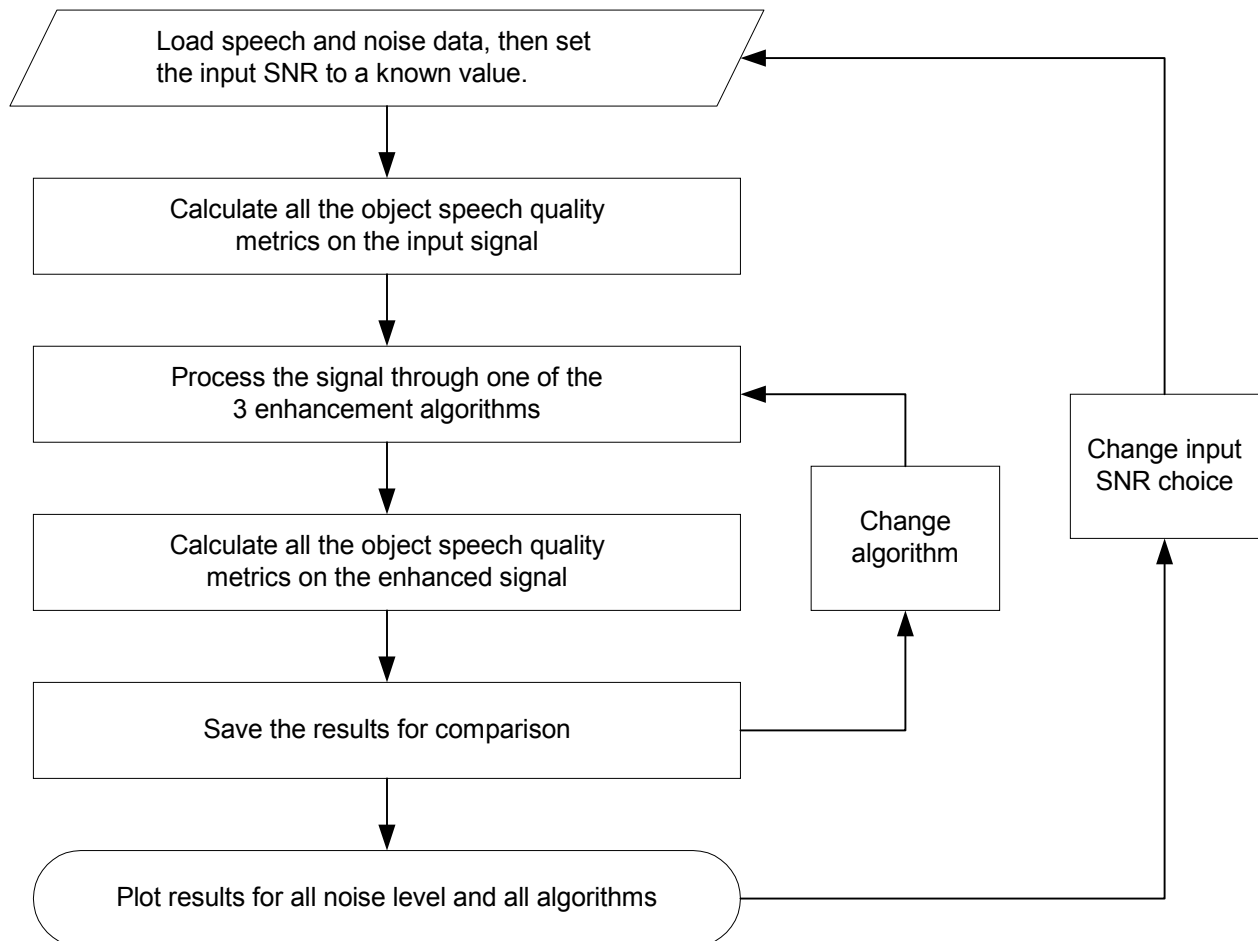 Load speech and noise data, then set
the input SNR to a known value.
Calculate all the object speech quality
metrics on the input signal
Process the signal through one of the
3 enhancement algorithms
Change input
SNR choice
Calculate all the object speech quality
metrics on the enhanced signal
Change
algorithm
Save the results for comparison
Plot results for all noise level and all algorithms